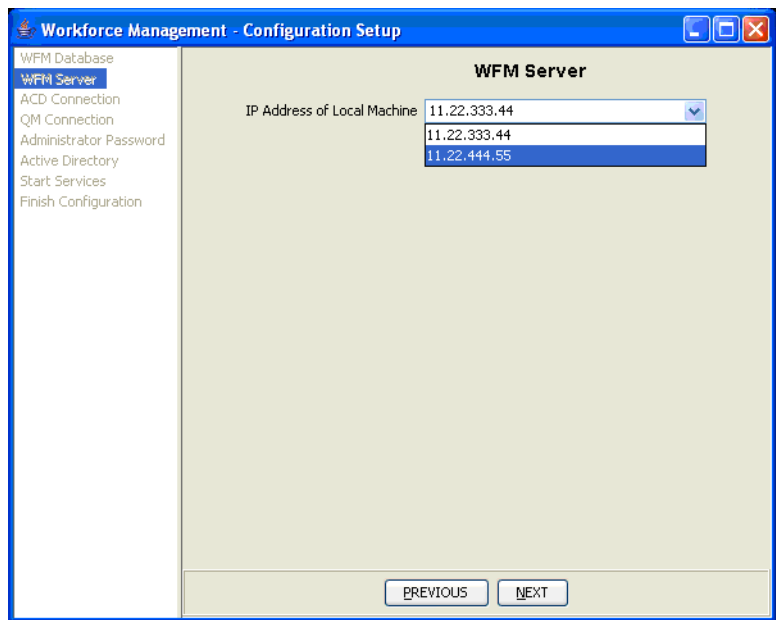 Workforce Management - Configuration Setup
WFM Database
WFM Server
ACD Connection
QM Connection
Administrator Password
Active Directory
Start Services
Finish Configuration
WFM Server
IP Address of Local Machine 11.22.333.44
11.22.333.44
11.22.444.55
PREVIOUS NEXT